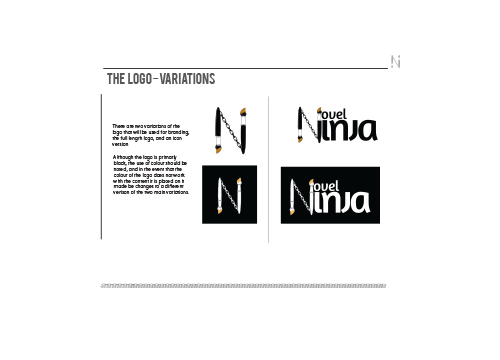 N
THE LOGO-VARIATIONS
There are two variations of the
logo that will be used for branding,
the full length logo, and an icon
version
Although the logo is primarily
black, the use of colour should be
noted, and in the event that the
colour of the logo does not work
with the content it is placed on it
made be changed to a different
version of the two main variations.
N
Novel
Ninja
N
Novel
Ninja